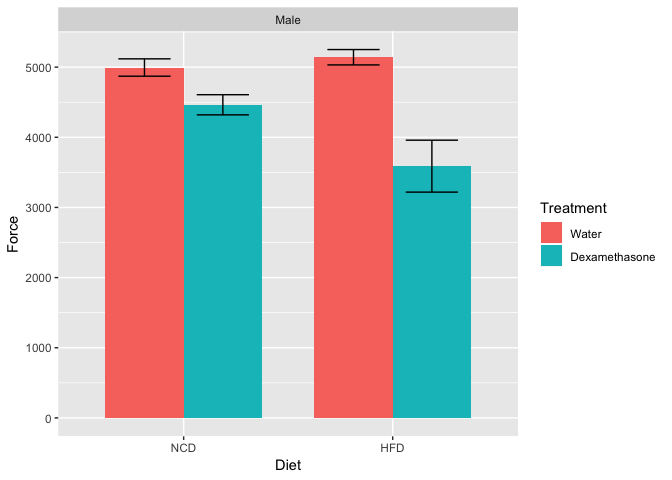 Male
5000
4000
3000
2000
1000
0
Force
NCD
HFD
Diet
Treatment
Water
Dexamethasone